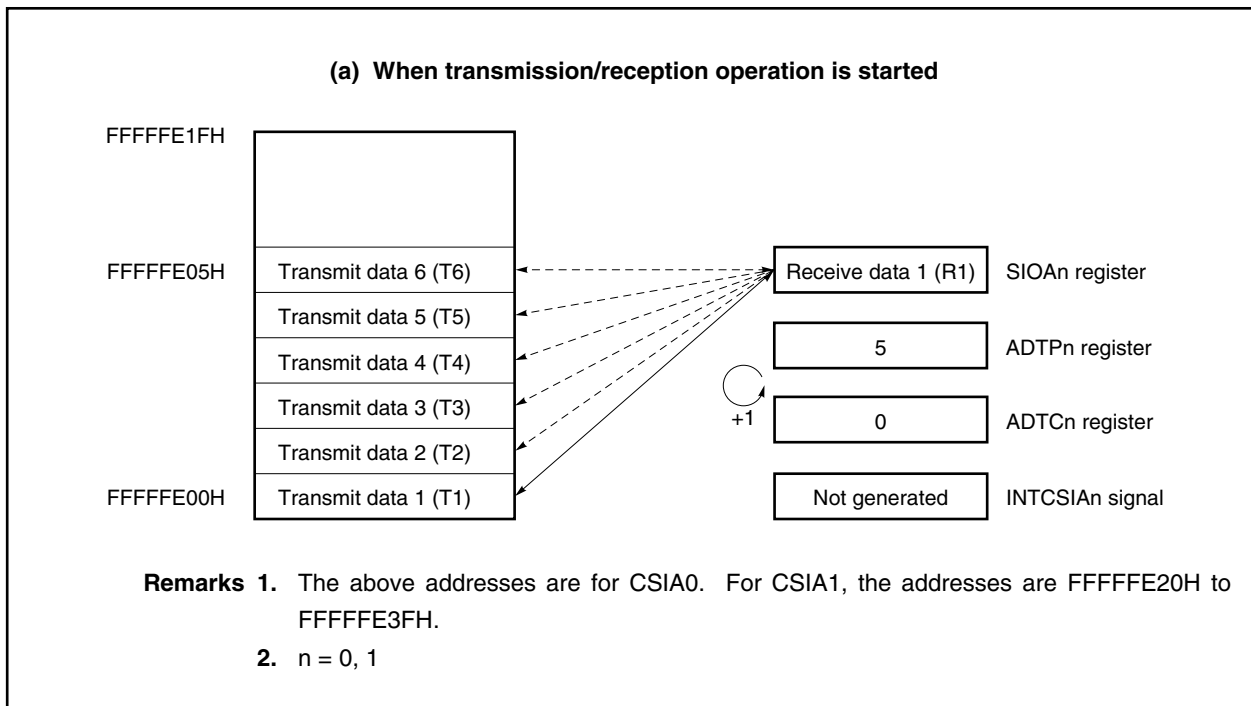 (a) When transmission/reception operation is started
FFFFFE1FH
FFFFFE05H
Transmit data 6 (T6)
Receive data 1 (R1)
SIOAn register
Transmit data 5 (T5)
5
ADTPn register
Transmit data 4 (T4)
+1
Transmit data 3 (T3)
0
ADTCn register
Transmit data 2 (T2)
FFFFFE00H
Transmit data 1 (T1)
Not generated
INTCSIAn signal
Remarks 1. The above addresses are for CSIA0. For CSIA1, the addresses are FFFFFE20H to
FFFFFE3FH.
2. n = 0, 1